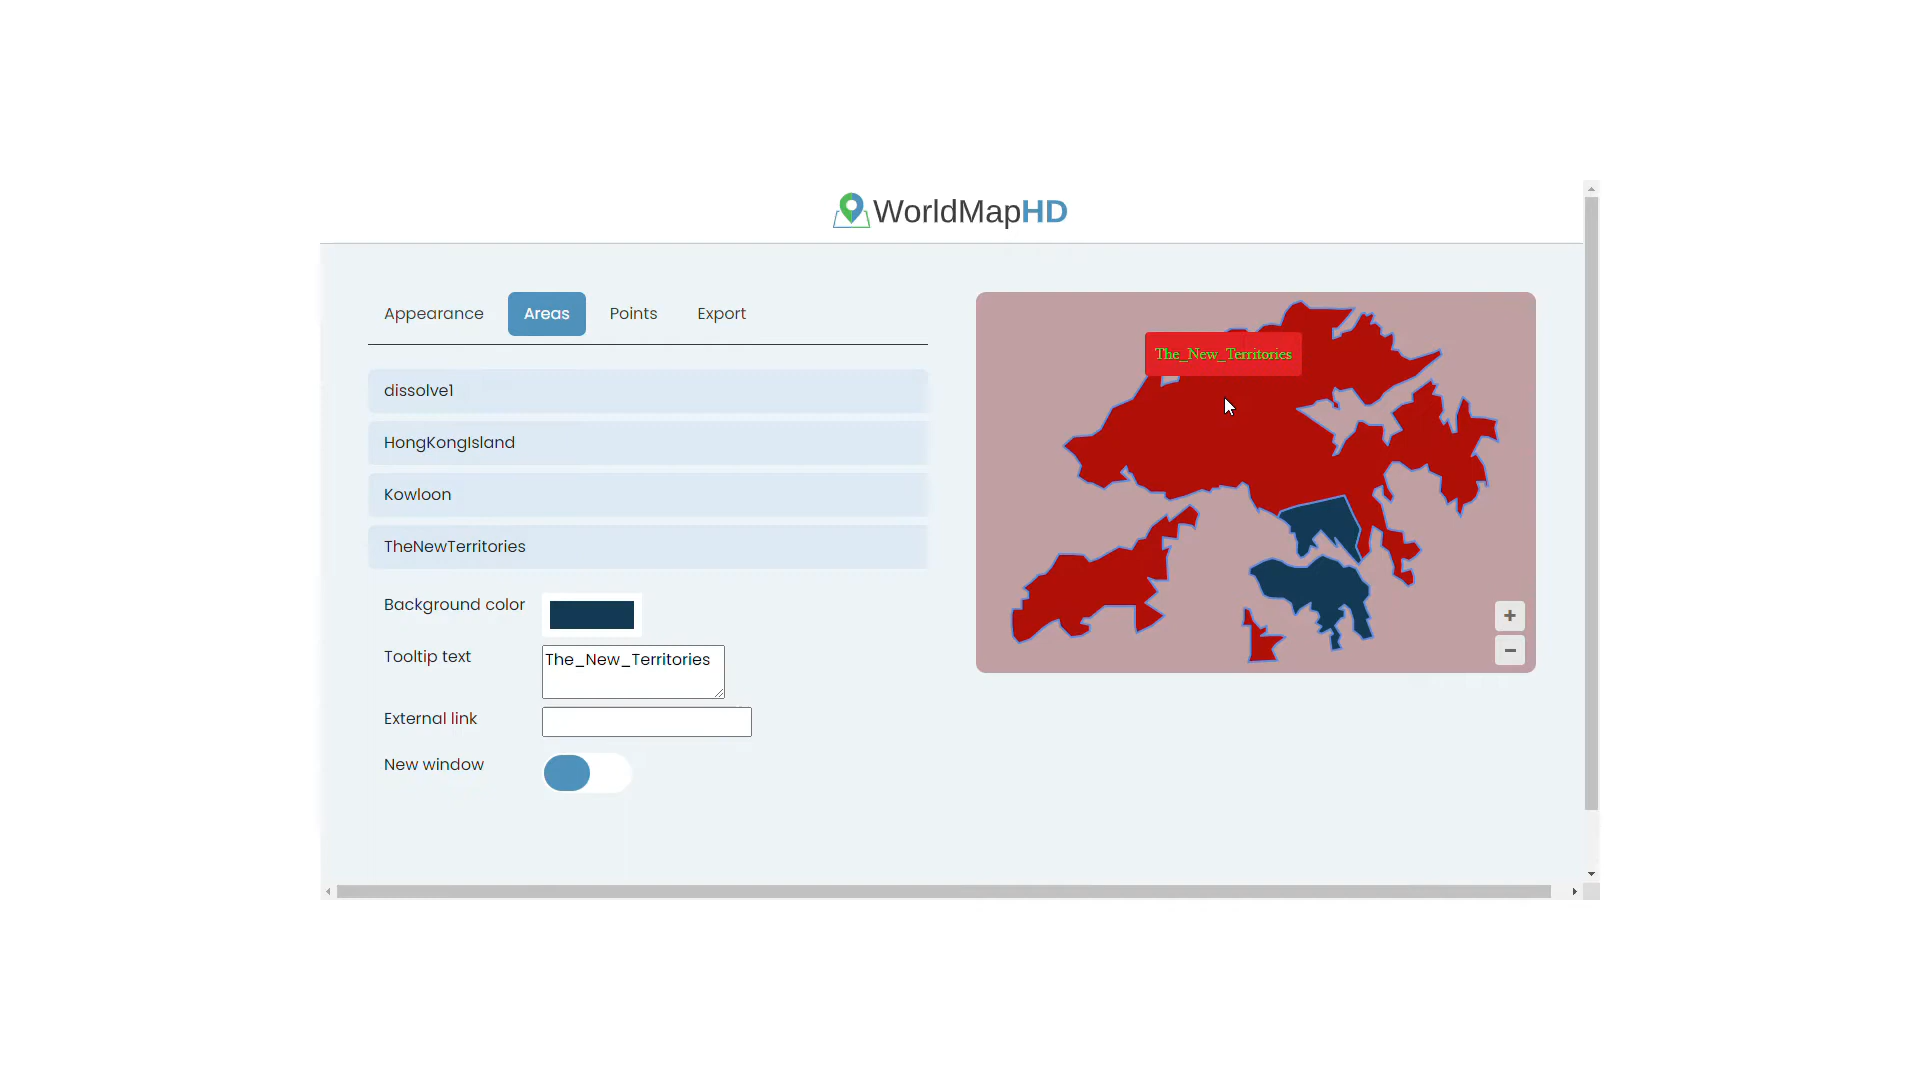 WorldMapHD
Appearance Areas Points Export
dissolve1
HongKongIsland
Kowloon
TheNewTerritories
Background color
Tooltip text
The_New_Territories
External link
New window
The_New_Territories
+
−